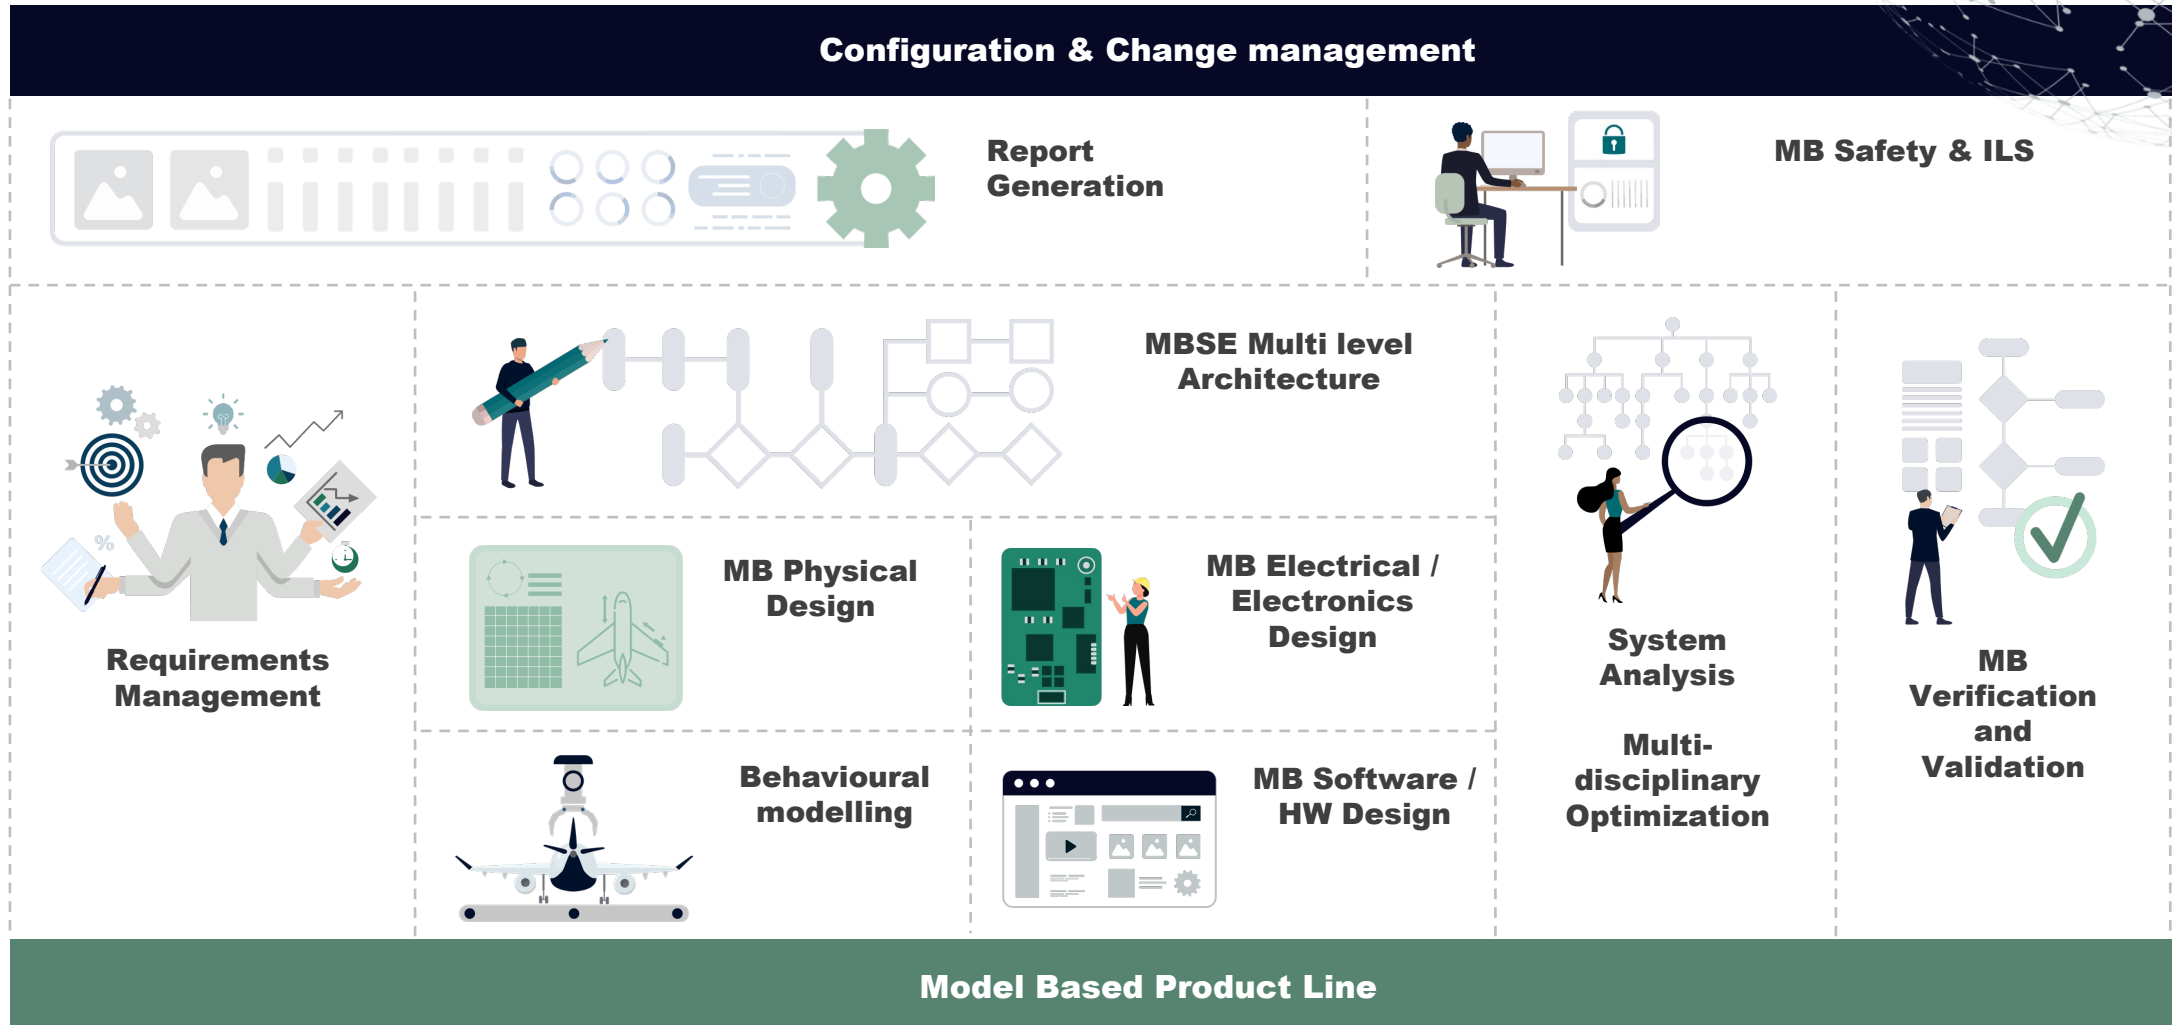 Configuration & Change management
Report
Generation
MB Safety & ILS
MBSE Multi level
Architecture
%
Requirements
Management
MB Physical
Design
MB Electrical /
Electronics
Design
Behavioural
modelling
MB Software /
HW Design
System
Analysis
Multi-
disciplinary
Optimization
MB
Verification
and
Validation
Model Based Product Line